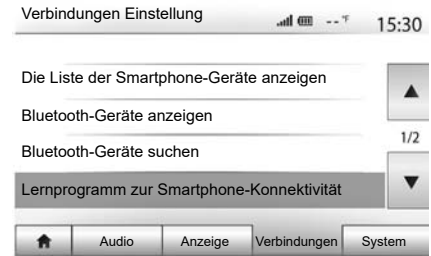 Verbindungen Einstellung -- °F 15:30
Die Liste der Smartphone-Geräte anzeigen
Bluetooth-Geräte anzeigen
1/2
Bluetooth-Geräte suchen
Lernprogramm zur Smartphone-Konnektivität
Audio Anzeige Verbindungen System